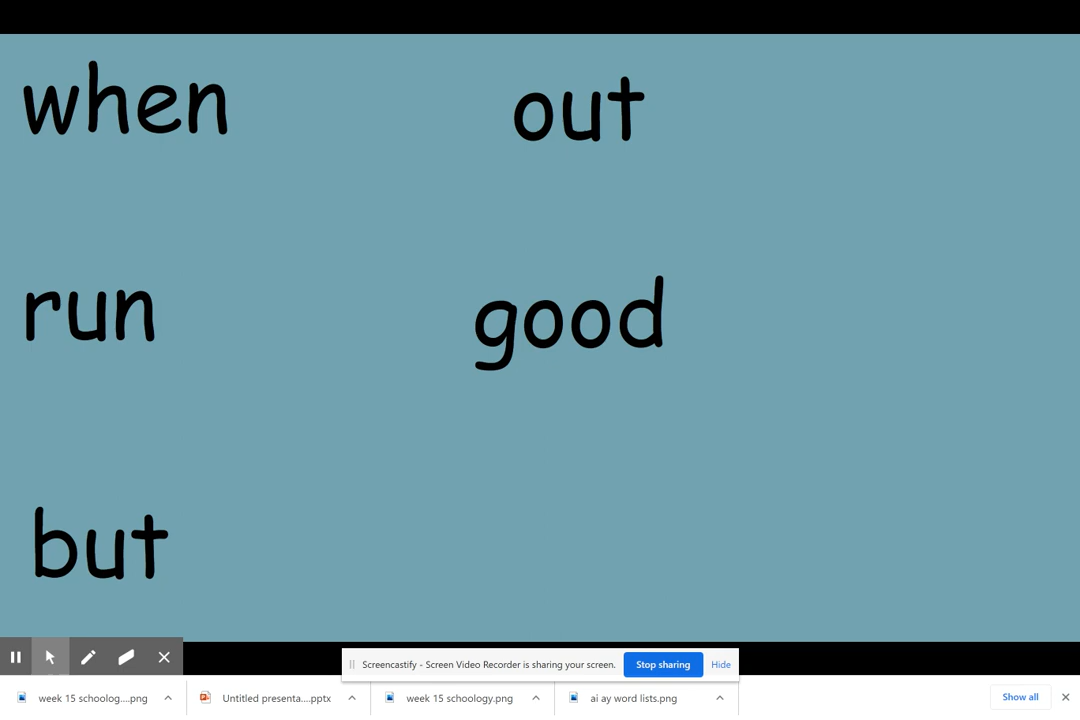 when out
run good
but
Screencastify - Screen Video Recorder is sharing your screen. Stop sharing Hide
week 15 schoolog....png Untitled presenta....pptx week 15 schoology.png ai ay word lists.png Show all